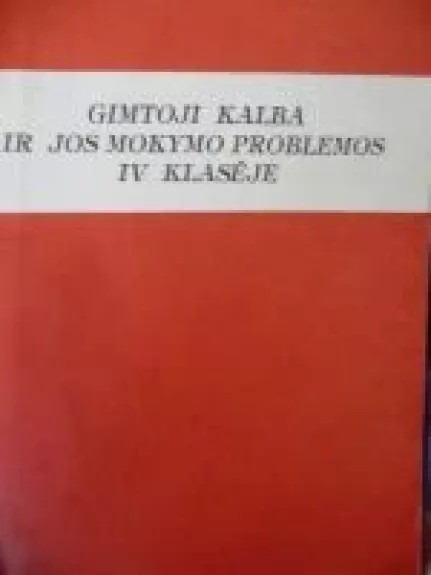 GIMTOJI KALBA
IR JOS MOKYMO PROBLEMOS
IV KLASĖJE